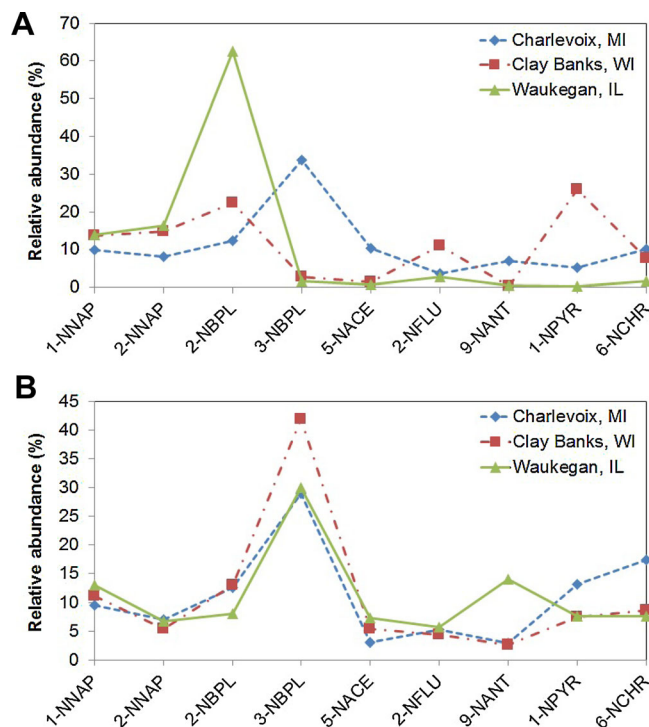 A
Relative abundance (%)
70
60
50
40
30
20
10
0
Charlevoix, MI
Clay Banks, WI
Waukegan, IL
1-NNAP
2-NNAP
2-NBPL
3-NBPL
5-NACE
2-NFLU
9-NANT
1-NPYR
6-NCHR
B
Relative abundance (%)
45
40
35
30
25
20
15
10
5
0
Charlevoix, MI
Clay Banks, WI
Waukegan, IL
1-NNAP
2-NNAP
2-NBPL
3-NBPL
5-NACE
2-NFLU
9-NANT
1-NPYR
6-NCHR